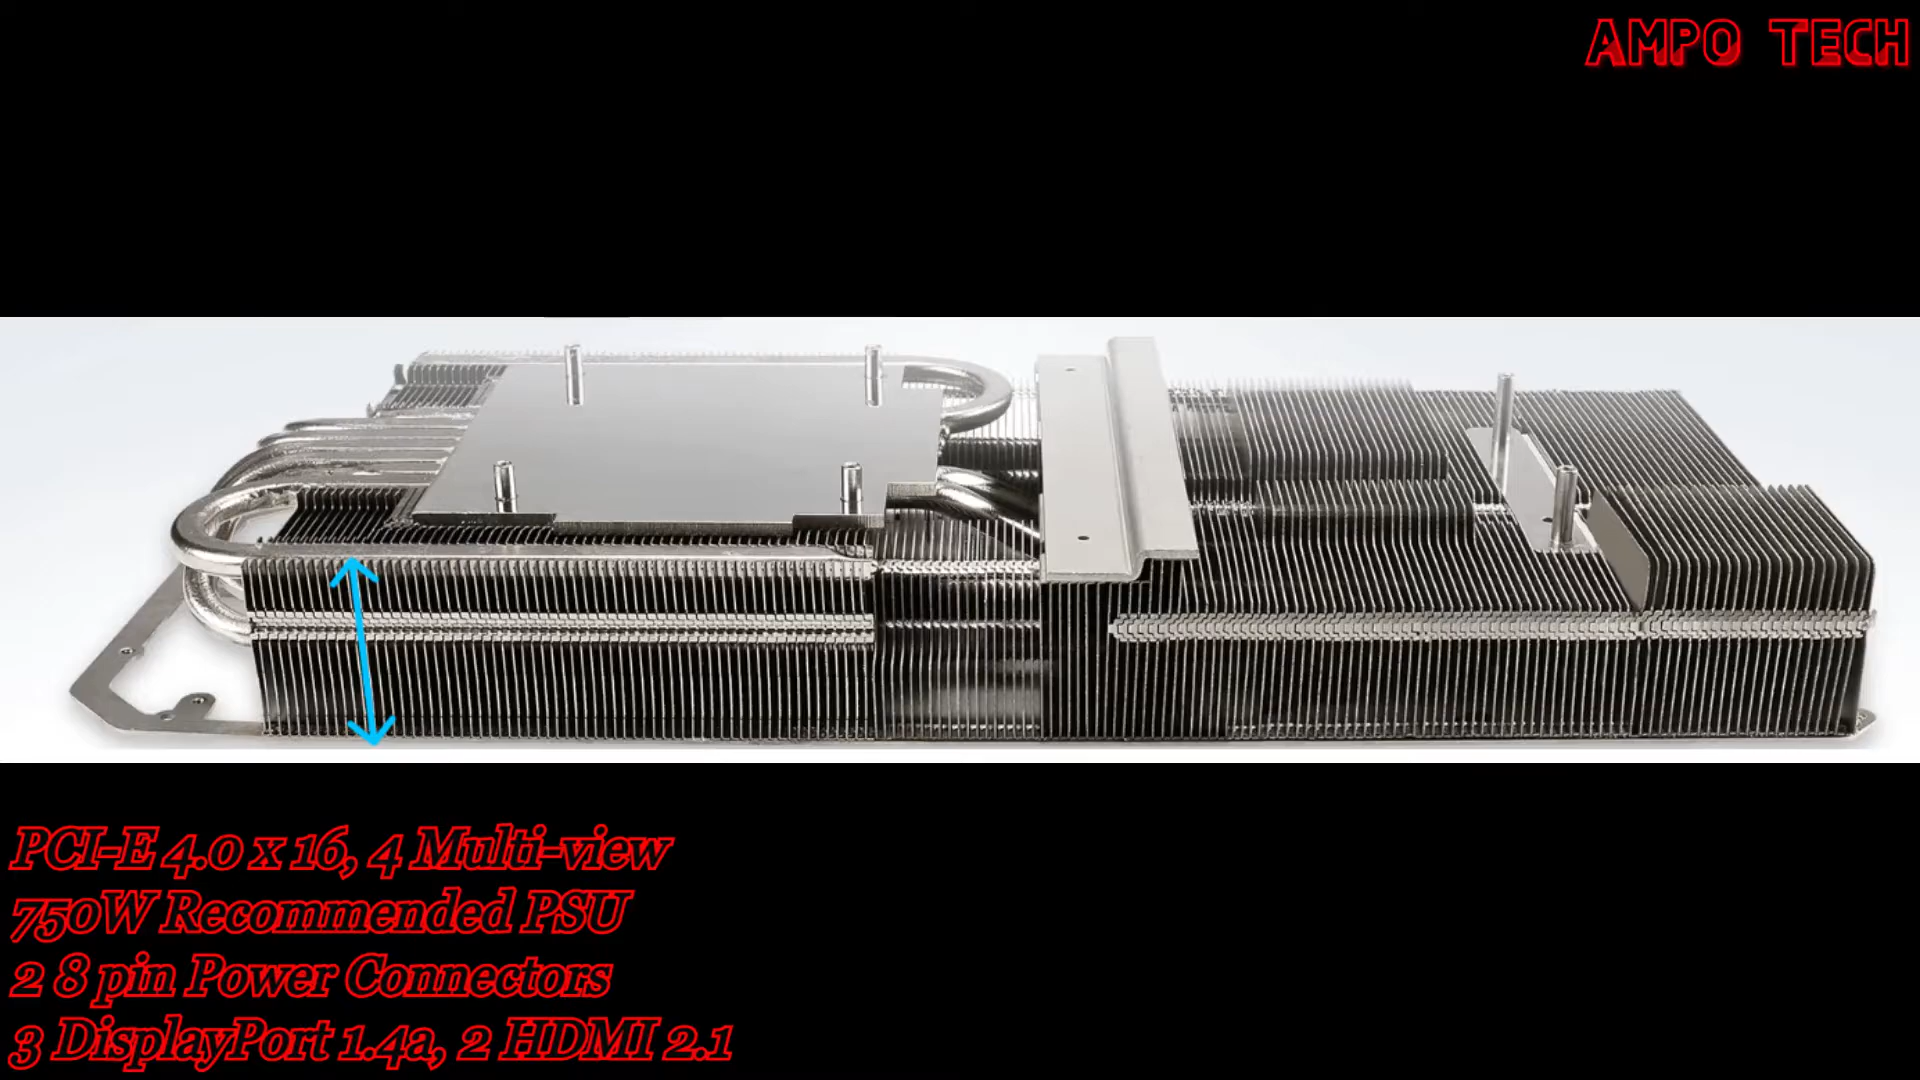 AMPO TECH
PCI-E 4.0 x 16, 4 Multi-view
750W Recommended PSU
2 8 pin Power Connectors
3 DisplayPort 1.4a, 2 HDMI 2.1